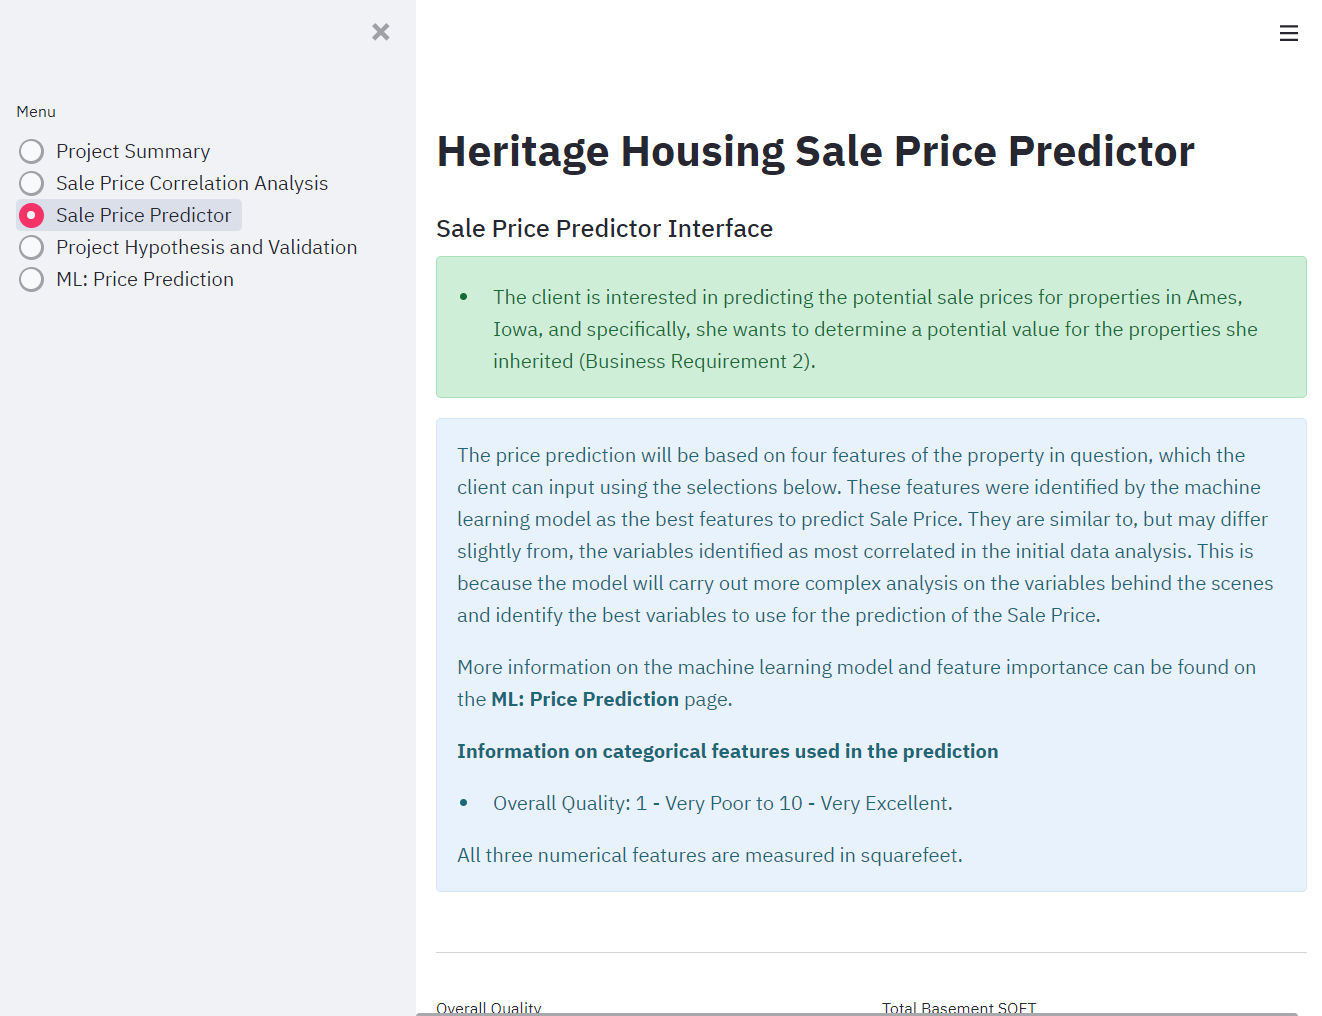 Menu
Project Summary
Sale Price Correlation Analysis
Sale Price Predictor
Project Hypothesis and Validation
ML: Price Prediction
Heritage Housing Sale Price Predictor
Sale Price Predictor Interface
• The client is interested in predicting the potential sale prices for properties in Ames,
Iowa, and specifically, she wants to determine a potential value for the properties she
inherited (Business Requirement 2).
The price prediction will be based on four features of the property in question, which the
client can input using the selections below. These features were identified by the machine
learning model as the best features to predict Sale Price. They are similar to, but may differ
slightly from, the variables identified as most correlated in the initial data analysis. This is
because the model will carry out more complex analysis on the variables behind the scenes
and identify the best variables to use for the prediction of the Sale Price.
More information on the machine learning model and feature importance can be found on
the ML: Price Prediction page.
Information on categorical features used in the prediction
• Overall Quality: 1 - Very Poor to 10 - Very Excellent.
All three numerical features are measured in squarefeet.
Overall Quality
Total Basement SQFT